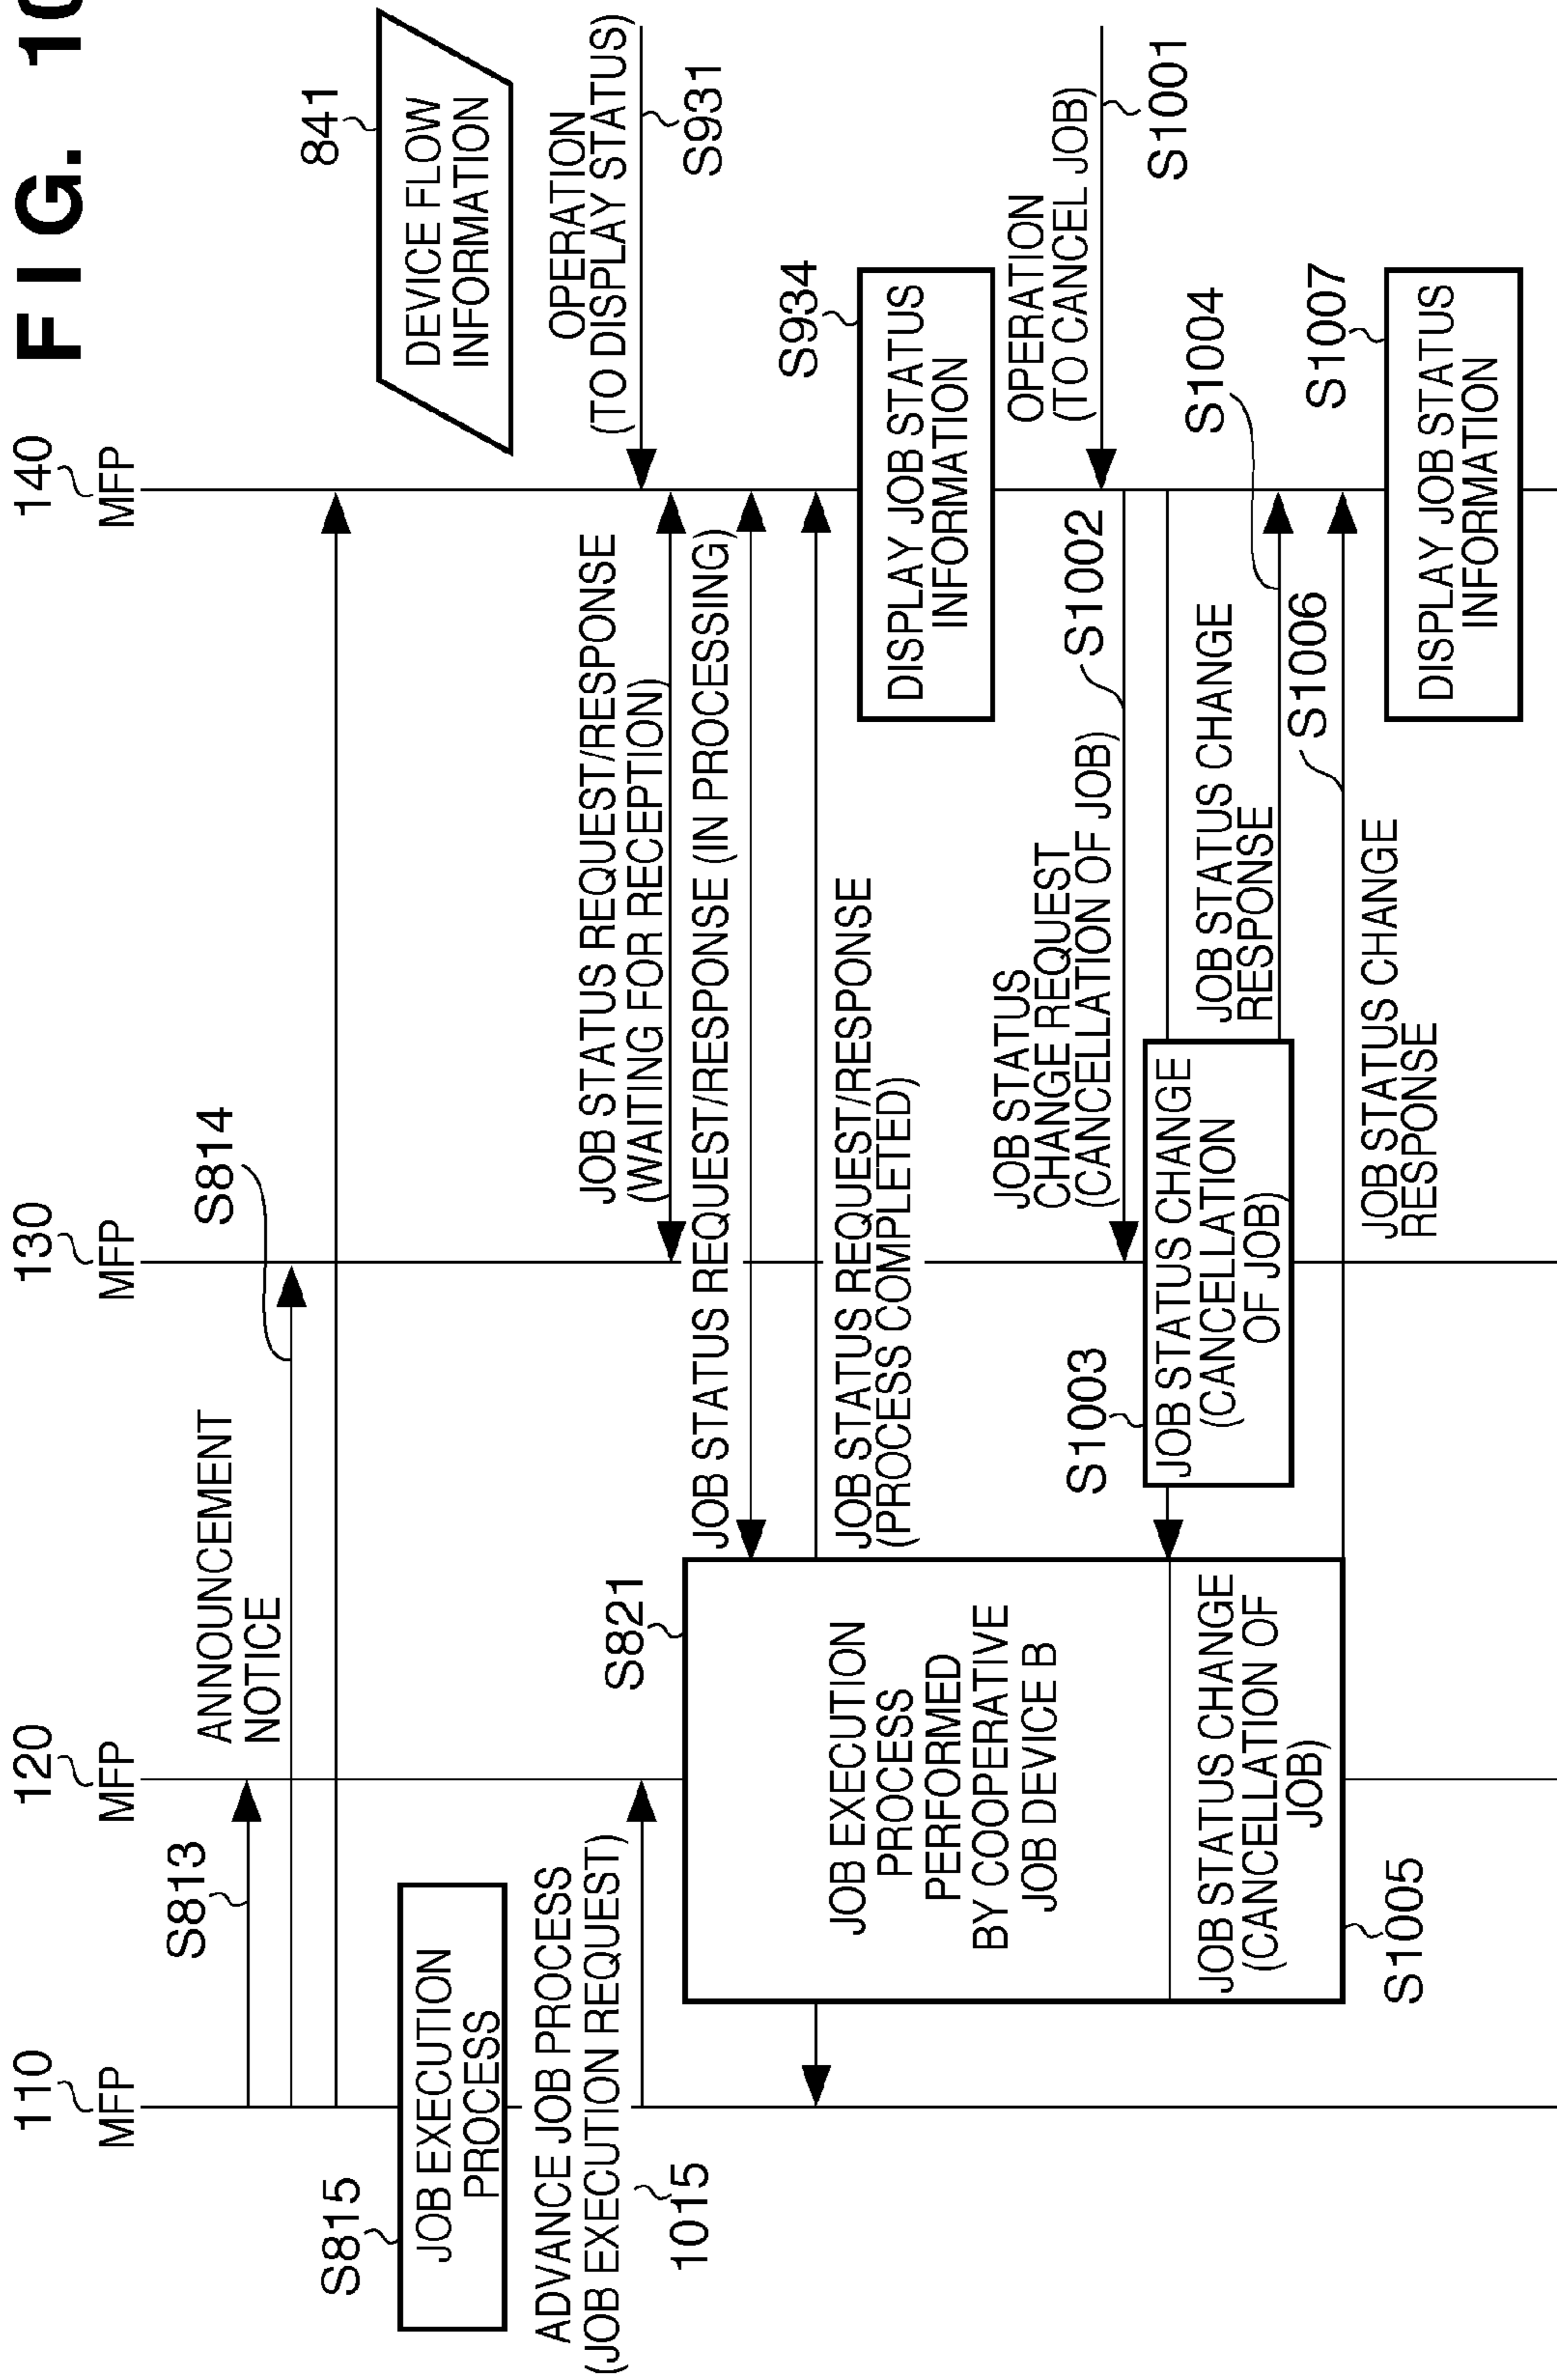 FIG. 10
110
MFP
120
MFP
130
MFP
140
MFP
S813
ANNOUNCEMENT
NOTICE
S814
841
DEVICE FLOW
INFORMATION
S815
JOB EXECUTION
PROCESS
ADVANCE JOB PROCESS
(JOB EXECUTION REQUEST)
1015
OPERATION
(TO DISPLAY STATUS)
S931
JOB STATUS REQUEST/RESPONSE
(WAITING FOR RECEPTION)
JOB STATUS REQUEST/RESPONSE (IN PROCESSING)
S821
JOB EXECUTION
PROCESS
PERFORMED
BY COOPERATIVE
JOB DEVICE B
JOB STATUS REQUEST/RESPONSE
(PROCESS COMPLETED)
S934
DISPLAY JOB STATUS
INFORMATION
OPERATION
(TO CANCEL JOB)
S1001
JOB STATUS
CHANGE REQUEST
(CANCELLATION OF JOB)
S1002
S1003
JOB STATUS CHANGE
(CANCELLATION
OF JOB)
JOB STATUS CHANGE
RESPONSE
S1004
JOB STATUS CHANGE
(CANCELLATION OF
JOB)
S1005
S1006
JOB STATUS CHANGE
RESPONSE
S1007
DISPLAY JOB STATUS
INFORMATION